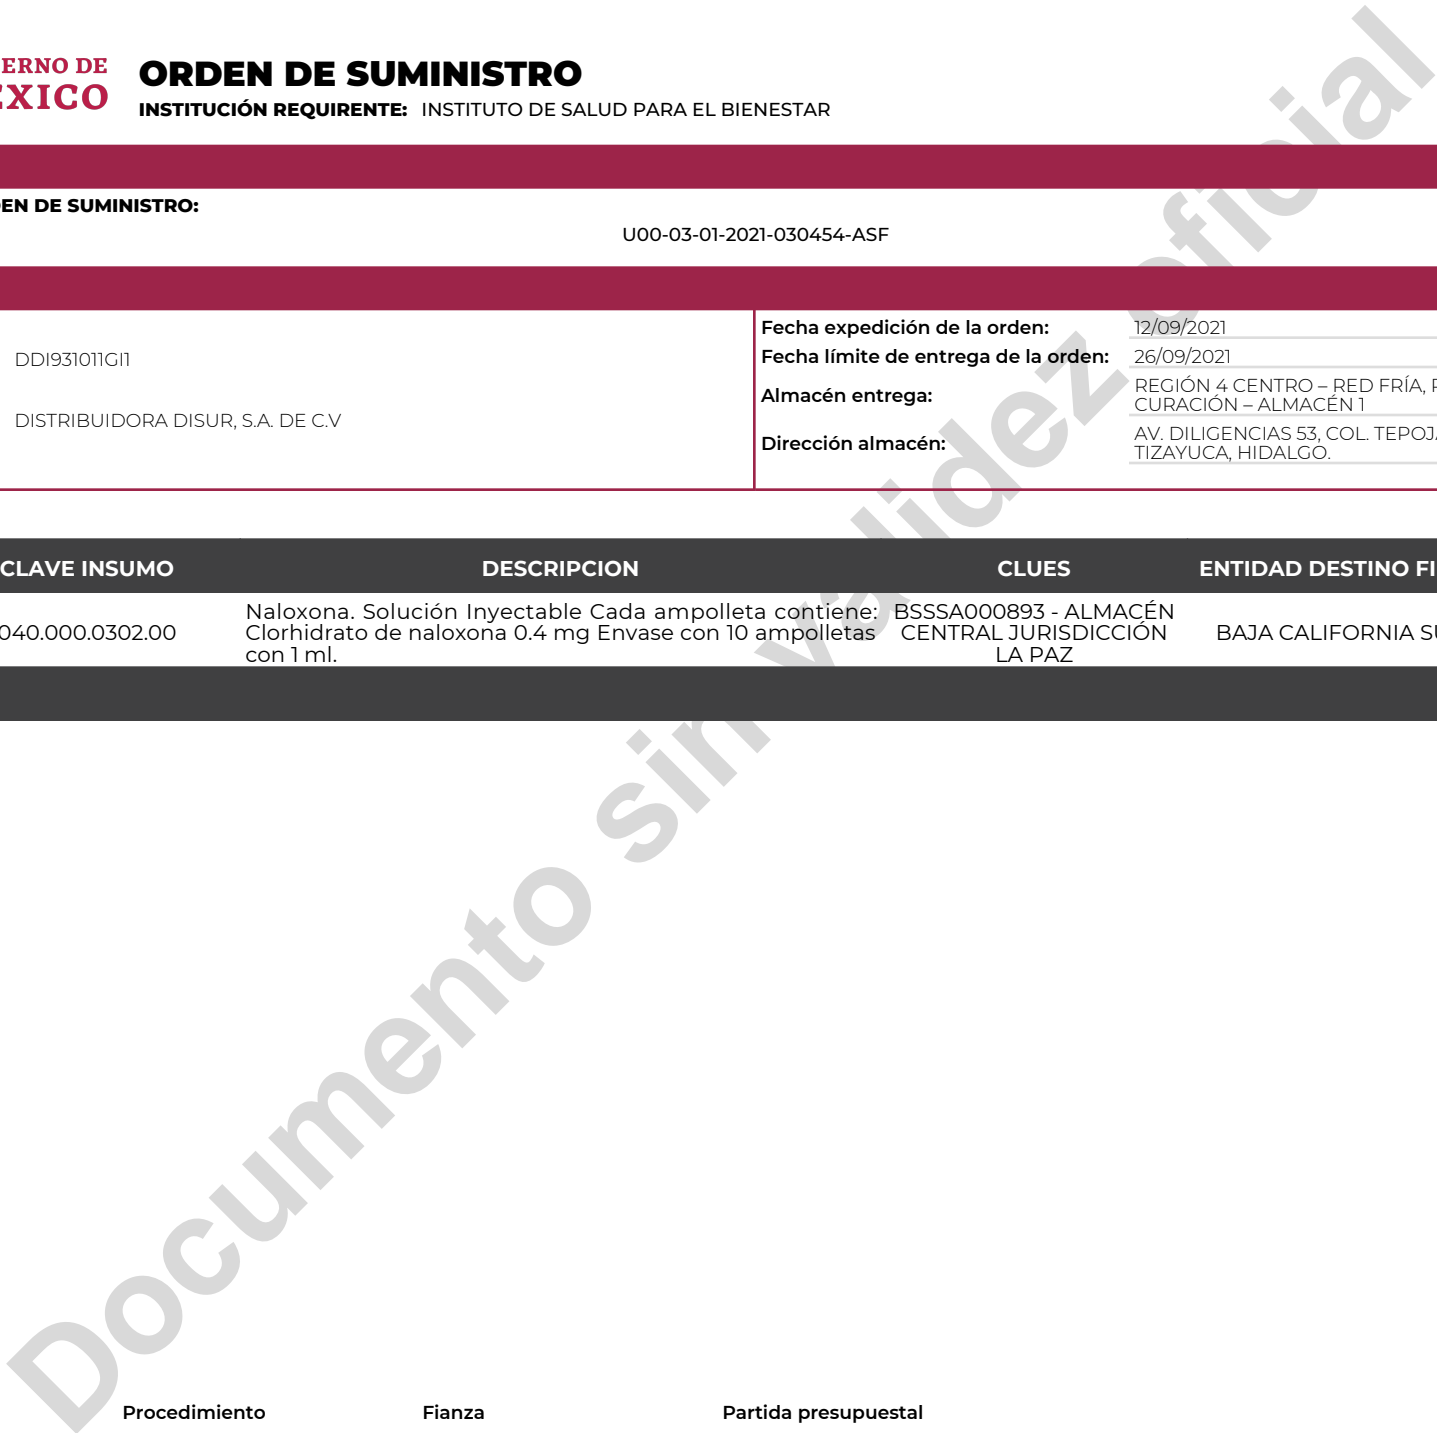 ERNO DE
ÉXICO
ORDEN DE SUMINISTRO
INSTITUCIÓN REQUIRENTE: INSTITUTO DE SALUD PARA EL BIENESTAR
EN DE SUMINISTRO:
U00-03-01-2021-030454-ASF
DDI931011GI1
DISTRIBUIDORA DISUR, S.A. DE C.V
Fecha expedición de la orden: 12/09/2021
Fecha límite de entrega de la orden: 26/09/2021
Almacén entrega: REGIÓN 4 CENTRO – RED FRÍA,
CURACIÓN – ALMACÉN 1
Dirección almacén: AV. DILIGENCIAS 53, COL. TEPOJ
TIZAYUCA, HIDALGO.
CLAVE INSUMO DESCRIPCION CLUES ENTIDAD DESTINO FI
040.000.0302.00
Naloxona. Solución Inyectable Cada ampolleta contiene:
Clorhidrato de naloxona 0.4 mg Envase con 10 ampolletas
con 1 ml.
BSSSA000893 - ALMACÉN
CENTRAL JURISDICCIÓN
LA PAZ
BAJA CALIFORNIA S
Documento sin validez oficial
Procedimiento Fianza Partida presupuestal